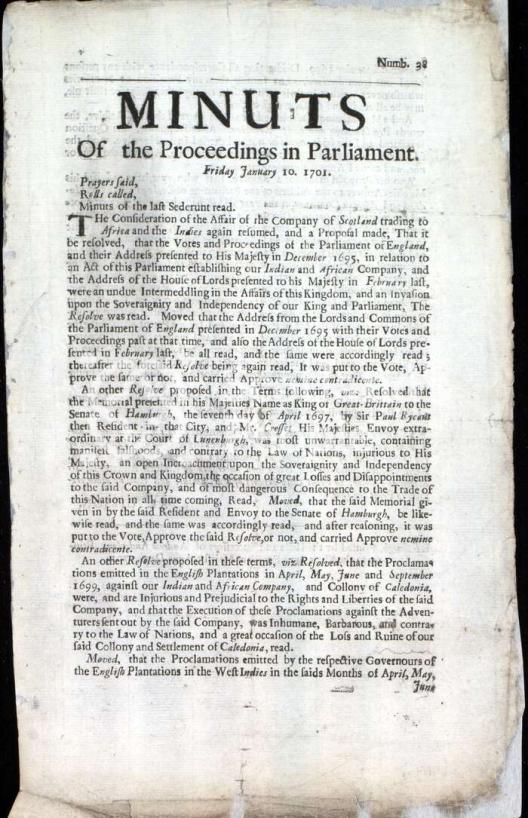 Numb. 38
MINUTS
Of the Proceedings in Parliament.
Friday January 10. 1701.
Prayers said,
Rolls called,
Minutes of the last Sederunt read.
THe Consideration of the Affair of the Company of Scotland trading to
Africa and the Indies again resumed, and a Proposal made, That it
be resolved, that the Votes and Proceedings of the Parliament of England,
and their Address presented to His Majesty in December 1695, in relation to
an Act of this Parliament establishing our Indian and African Company, and
the Address of the House of Lords presented to his Majesty in February last,
were an undue Intermeddling in the Affairs of this Kingdom, and an Invasion
upon the Soveraignity and Independency of our King and Parliament, The
Resolve was read. Moved that the Address from the Lords and Commons of
the Parliament of England presented in December 1695 with their Votes and
Proceedings past at that time, and also the Address of the House of Lords pre-
sented in February last, be all read, and the same were accordingly read;
thereafter the foresaid Resolve being again read, It was put to the Vote, Ap-
prove the same or not, and carried Approve nemine contradicente.
An other Resolve proposed in the Terms following, viz. Resolved that
the Memorial presented in his Majesties Name as King of Great-Brittain to the
Senate of Hamburgh, the seventh day of April 1697, by Sir Paul Rycaut
then Resident in that City, and Mr. Cresset His Majesties Envoy extra-
ordinary at the Court of Lunenburgh, was most unwarrantable, containing
manifest falshoods, and contrary to the Law of Nations, injurious to His
Majesty, an open Incroachment upon the Soveraignity and Independency
of this Crown and Kingdom, the occasion of great Losses and Disappointments
to the said Company, and of most dangerous Consequence to the Trade of
this Nation in all time coming, Read, Moved, that the said Memorial gi-
ven in by the said Resident and Envoy to the Senate of Hamburgh, be like-
wise read, and the same was accordingly read, and after reasoning, it was
put to the Vote, Approve the said Resolve, or not, and carried Approve nemine
contradicente.
An other Resolve proposed in these terms, viz Resolved, that the Proclama-
tions emitted in the English Plantations in April, May, June and September
1699, against our Indian and African Company, and Collony of Caledonia,
were, and are Injurious and Prejudicial to the Rights and Liberties of the said
Company, and that the Execution of these Proclamations against the Adven-
turers sent out by the said Company, was Inhumane, Barbarous, and contra-
ry to the Law of Nations, and a great occasion of the Loss and Ruine of our
said Collony and Settlement of Caledonia, read.
Moved, that the Proclamations emitted by the respective Governours of
the English Plantations in the West Indies in the saids Months of April, May,
June